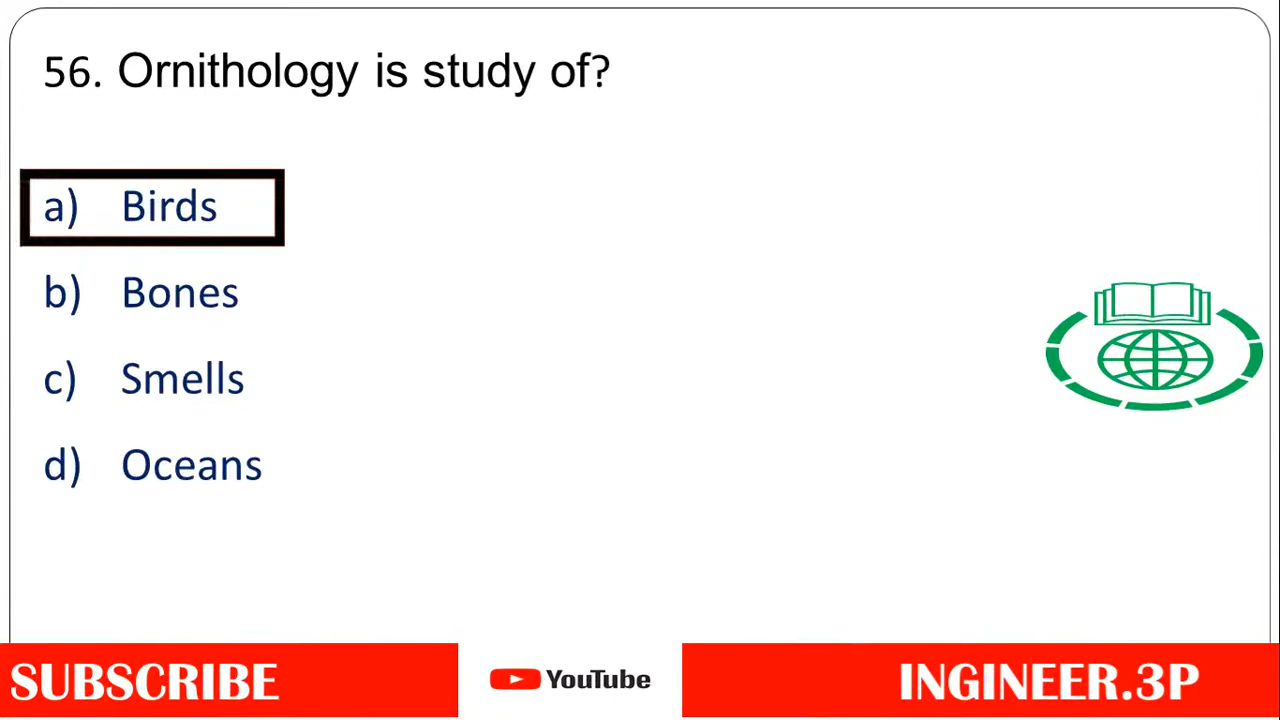 56. Ornithology is study of?
a) Birds
b) Bones
c) Smells
d) Oceans
SUBSCRIBE
YouTube
INGINEER.3P